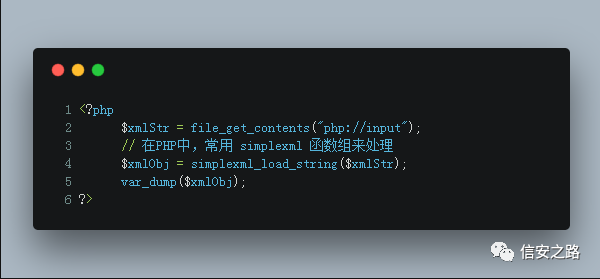 1 <?php
2 $xmlStr = file_get_contents("php://input");
3 // 在PHP中，常用 simplexml 函数组来处理
4 $xmlObj = simplexml_load_string($xmlStr);
5 var_dump($xmlObj);
6 ?>
信安之路